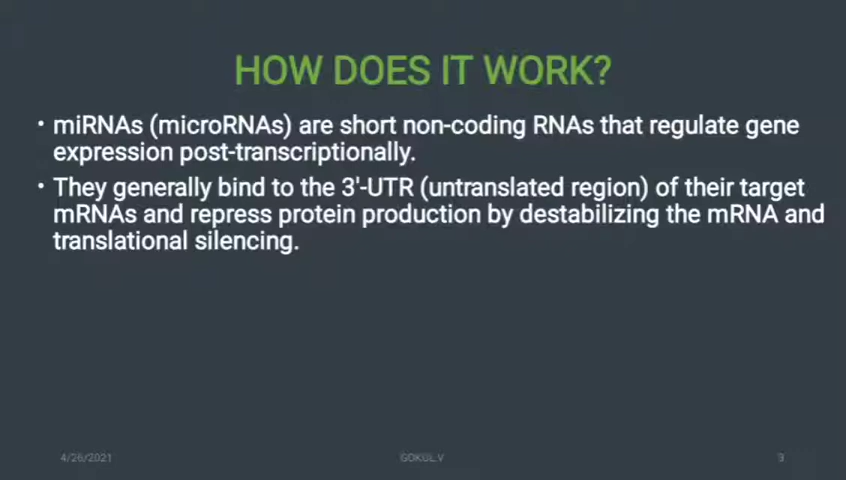 HOW DOES IT WORK?
• miRNAs (microRNAs) are short non-coding RNAs that regulate gene
expression post-transcriptionally.
• They generally bind to the 3'-UTR (untranslated region) of their target
mRNAs and repress protein production by destabilizing the mRNA and
translational silencing.
4/26/2021 GOKUL.V 3